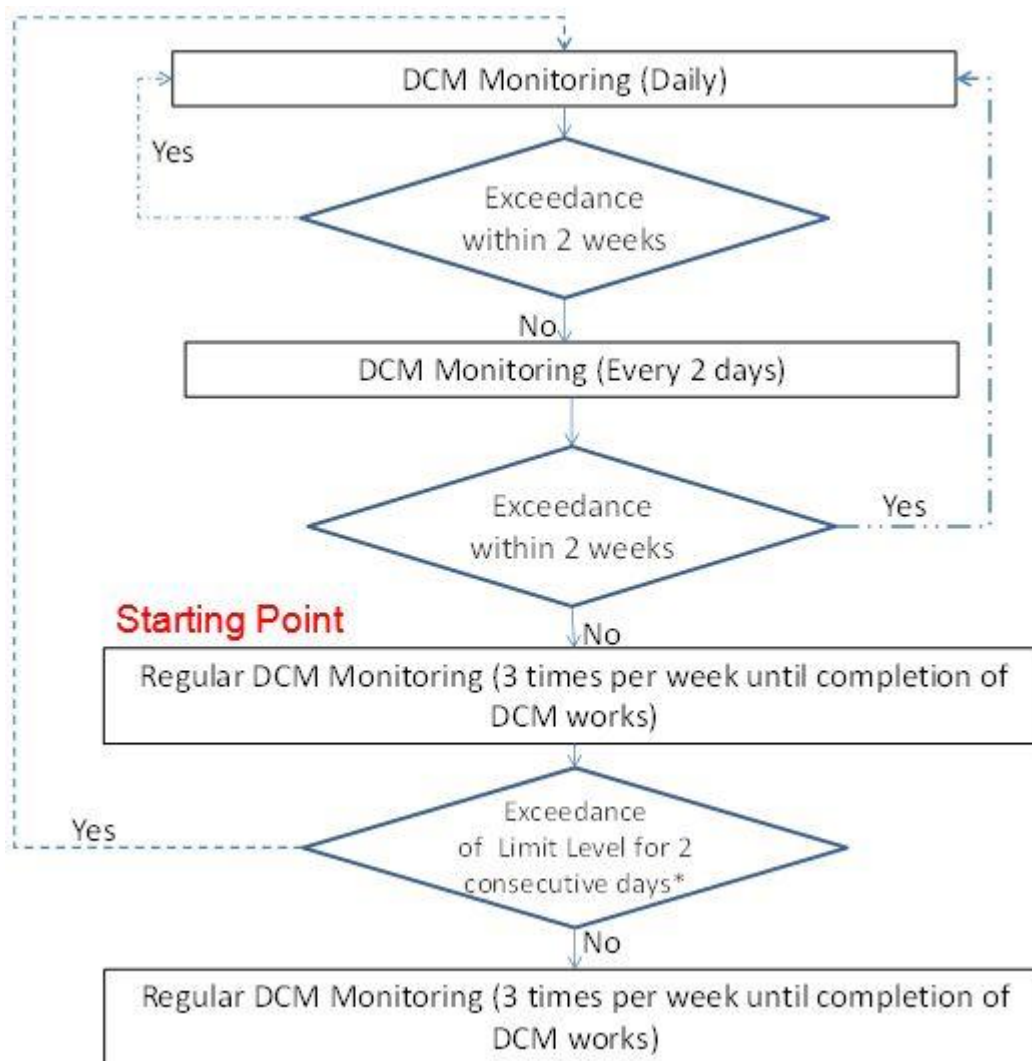 DCM Monitoring (Daily)
Yes
Exceedance
within 2 weeks
No
DCM Monitoring (Every 2 days)
Exceedance
within 2 weeks
Yes
No
Starting Point
Regular DCM Monitoring (3 times per week until completion of
DCM works)
Exceedance
of Limit Level for 2
consecutive days*
Yes
No
Regular DCM Monitoring (3 times per week until completion of
DCM works)